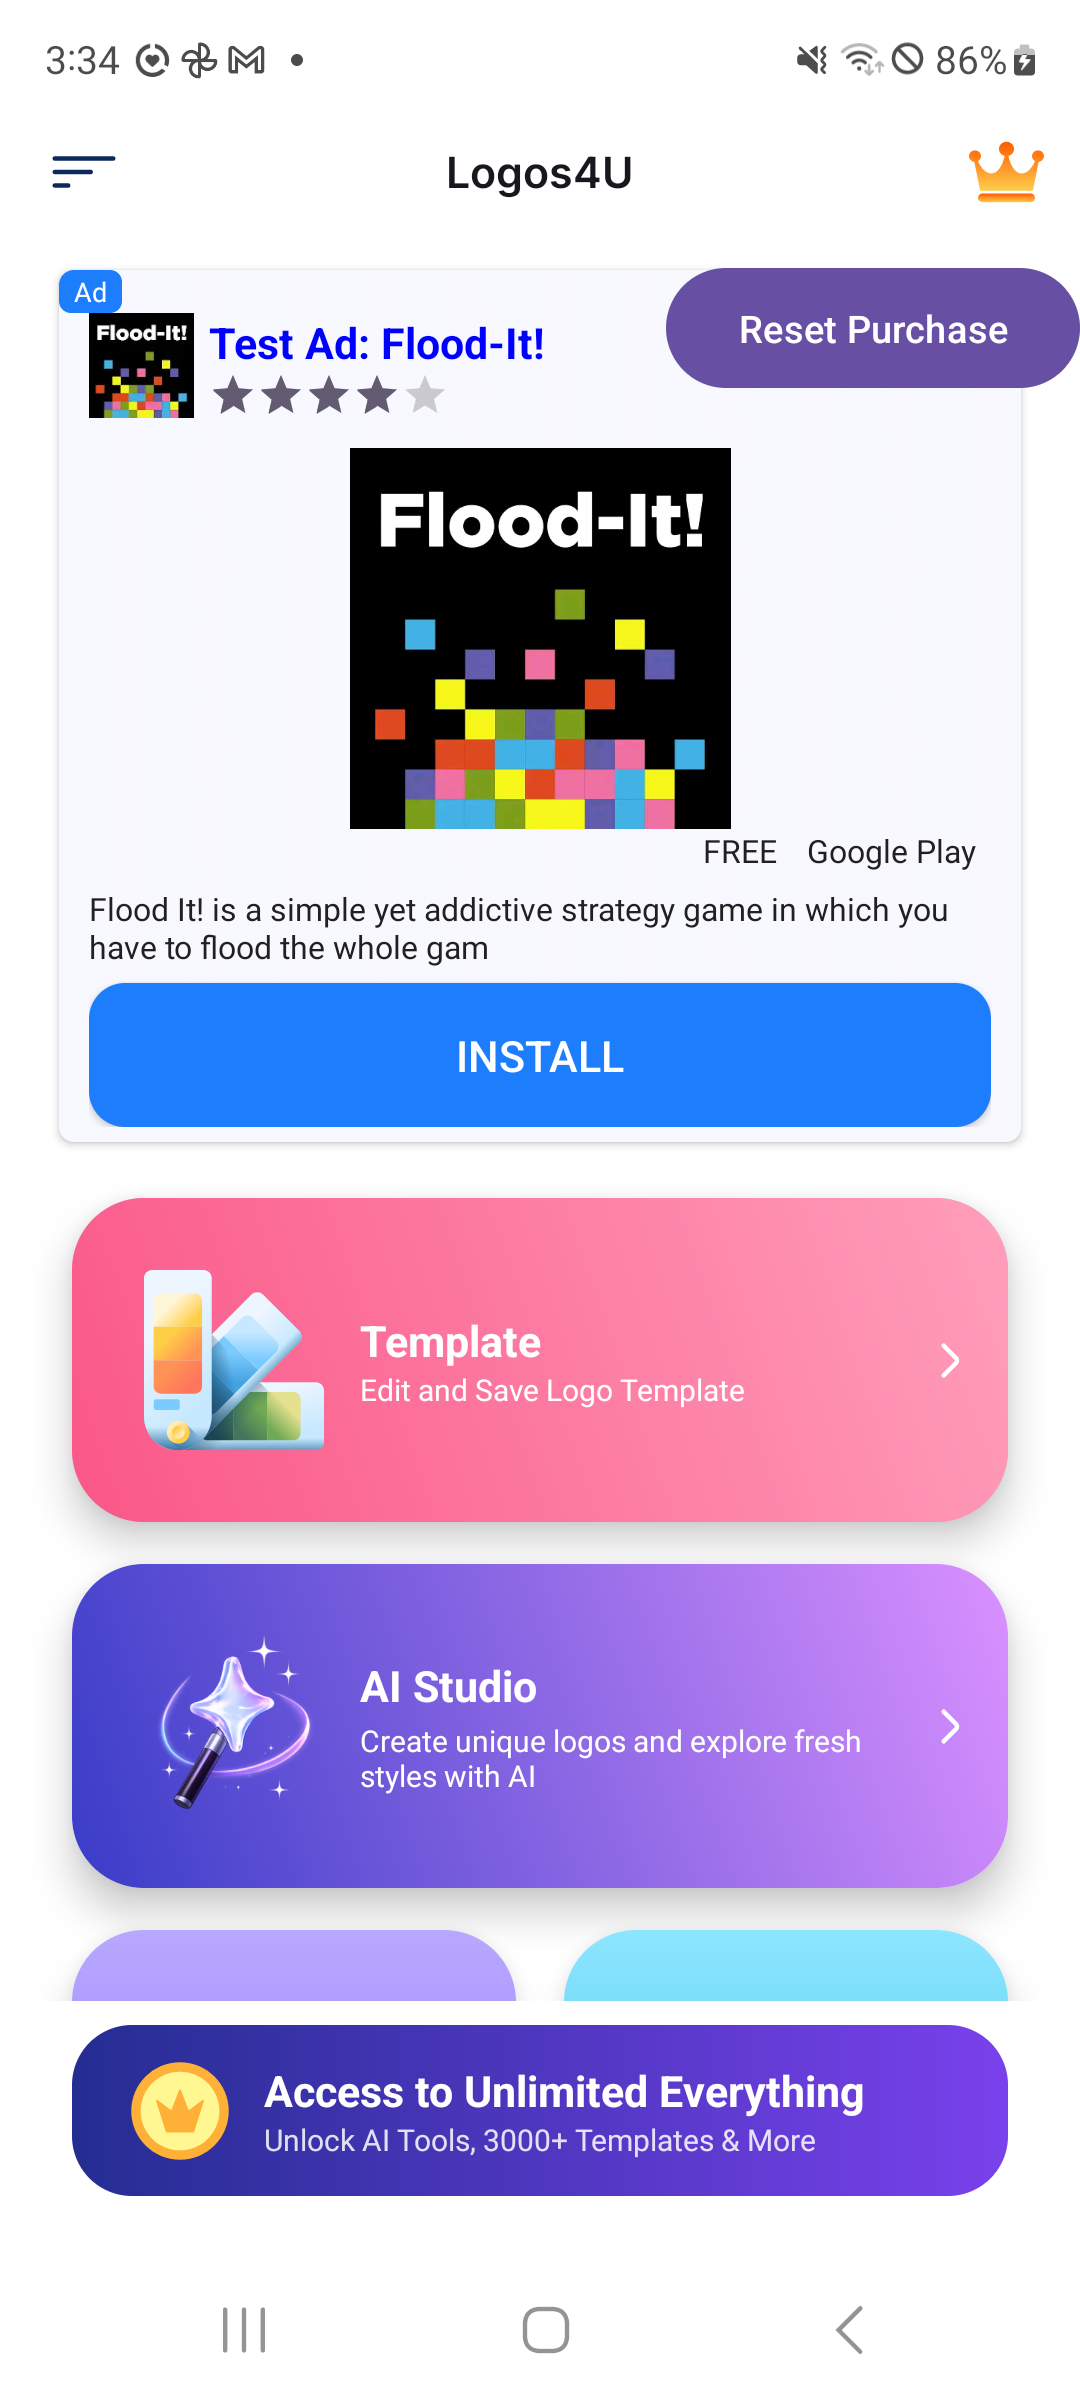 3:34
86%
Logos4U
Ad
Reset Purchase
Flood-It!
Test Ad: Flood-It!
Flood-It!
FREE Google Play
Flood It! is a simple yet addictive strategy game in which you
have to flood the whole gam
INSTALL
Template
Edit and Save Logo Template
AI Studio
Create unique logos and explore fresh
styles with AI
Access to Unlimited Everything
Unlock AI Tools, 3000+ Templates & More